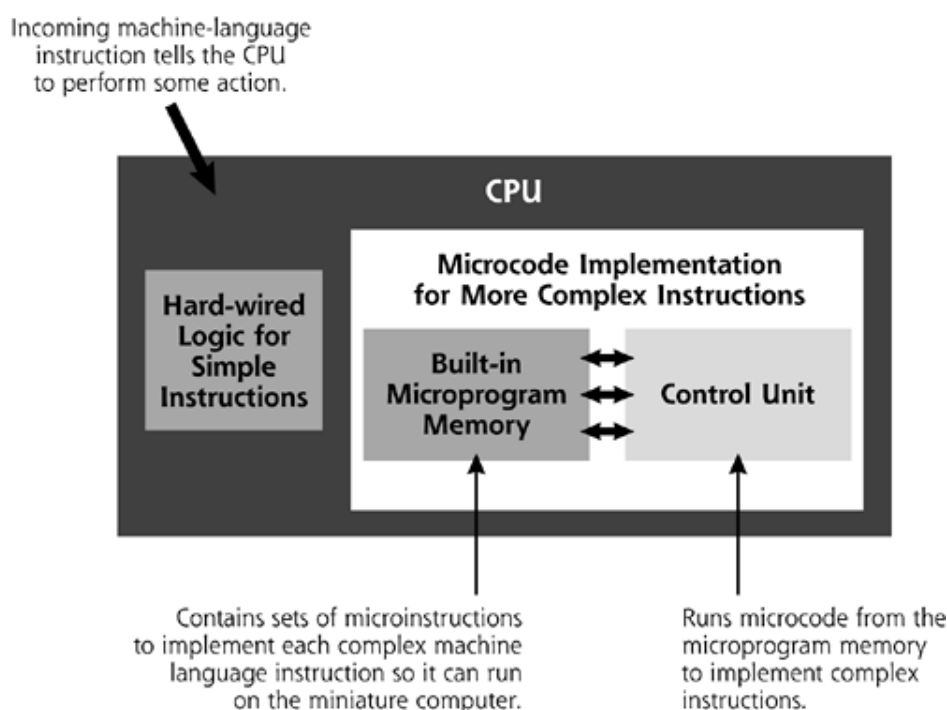 Incoming machine-language
instruction tells the CPU
to perform some action.
CPU
Hard-wired
Logic for
Simple
Instructions
Microcode Implementation
for More Complex Instructions
Built-in
Microprogram
Memory
Control Unit
Contains sets of microinstructions
to implement each complex machine
language instruction so it can run
on the miniature computer.
Runs microcode from the
microprogram memory
to implement complex
instructions.